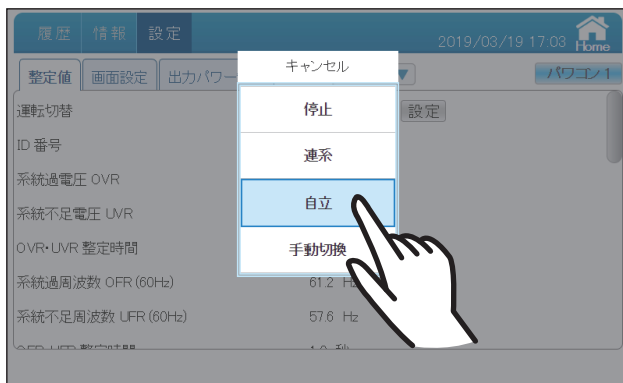 履歴 情報 設定 2019/03/19 17:03 Home
整定値 画面設定 出力パワー ▼ パワコン 1
キャンセル
停止
連系
自立
手動切換
運転切替 設定
ID 番号
系統過電圧 OVR
系統不足電圧 UVR
OVR・UVR 整定時間
系統過周波数 OFR (60Hz) 61.2 Hz
系統不足周波数 UFR (60Hz) 57.6 Hz